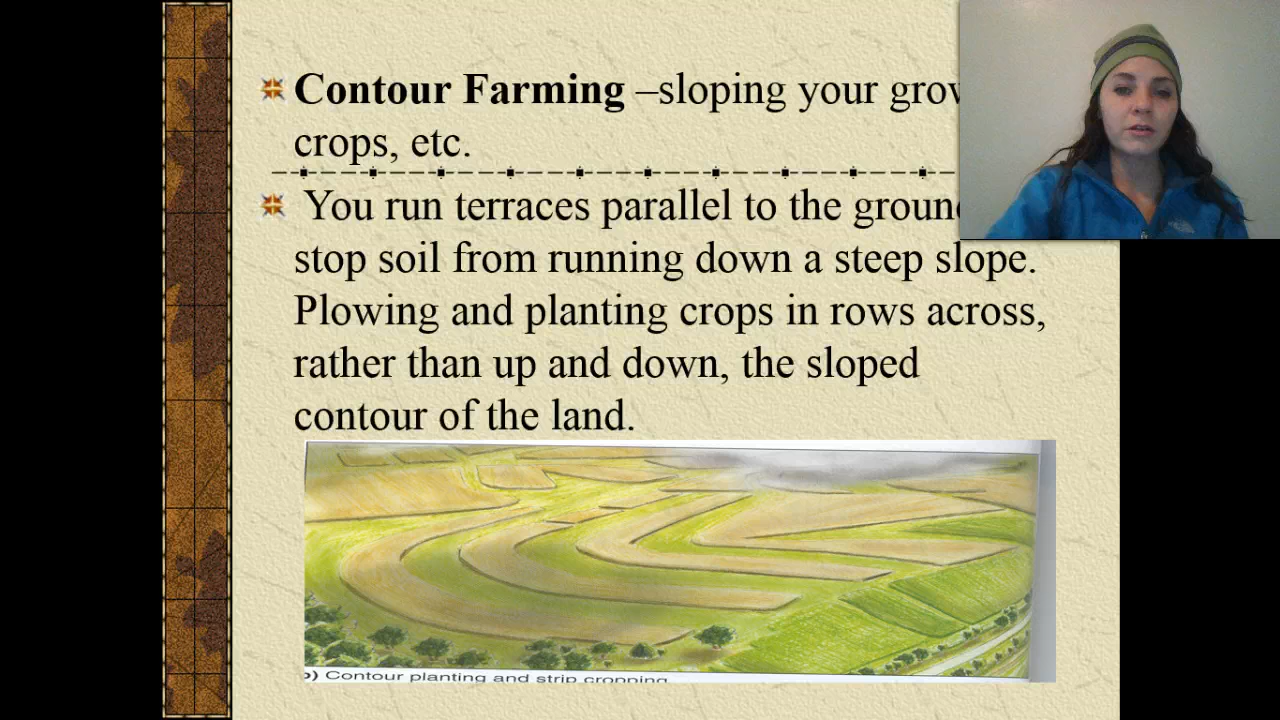 Contour Farming –sloping your
crops, etc.
You run terraces parallel to the
stop soil from running down a steep slope.
Plowing and planting crops in rows across,
rather than up and down, the sloped
contour of the land.
Contour planting and strip cropping